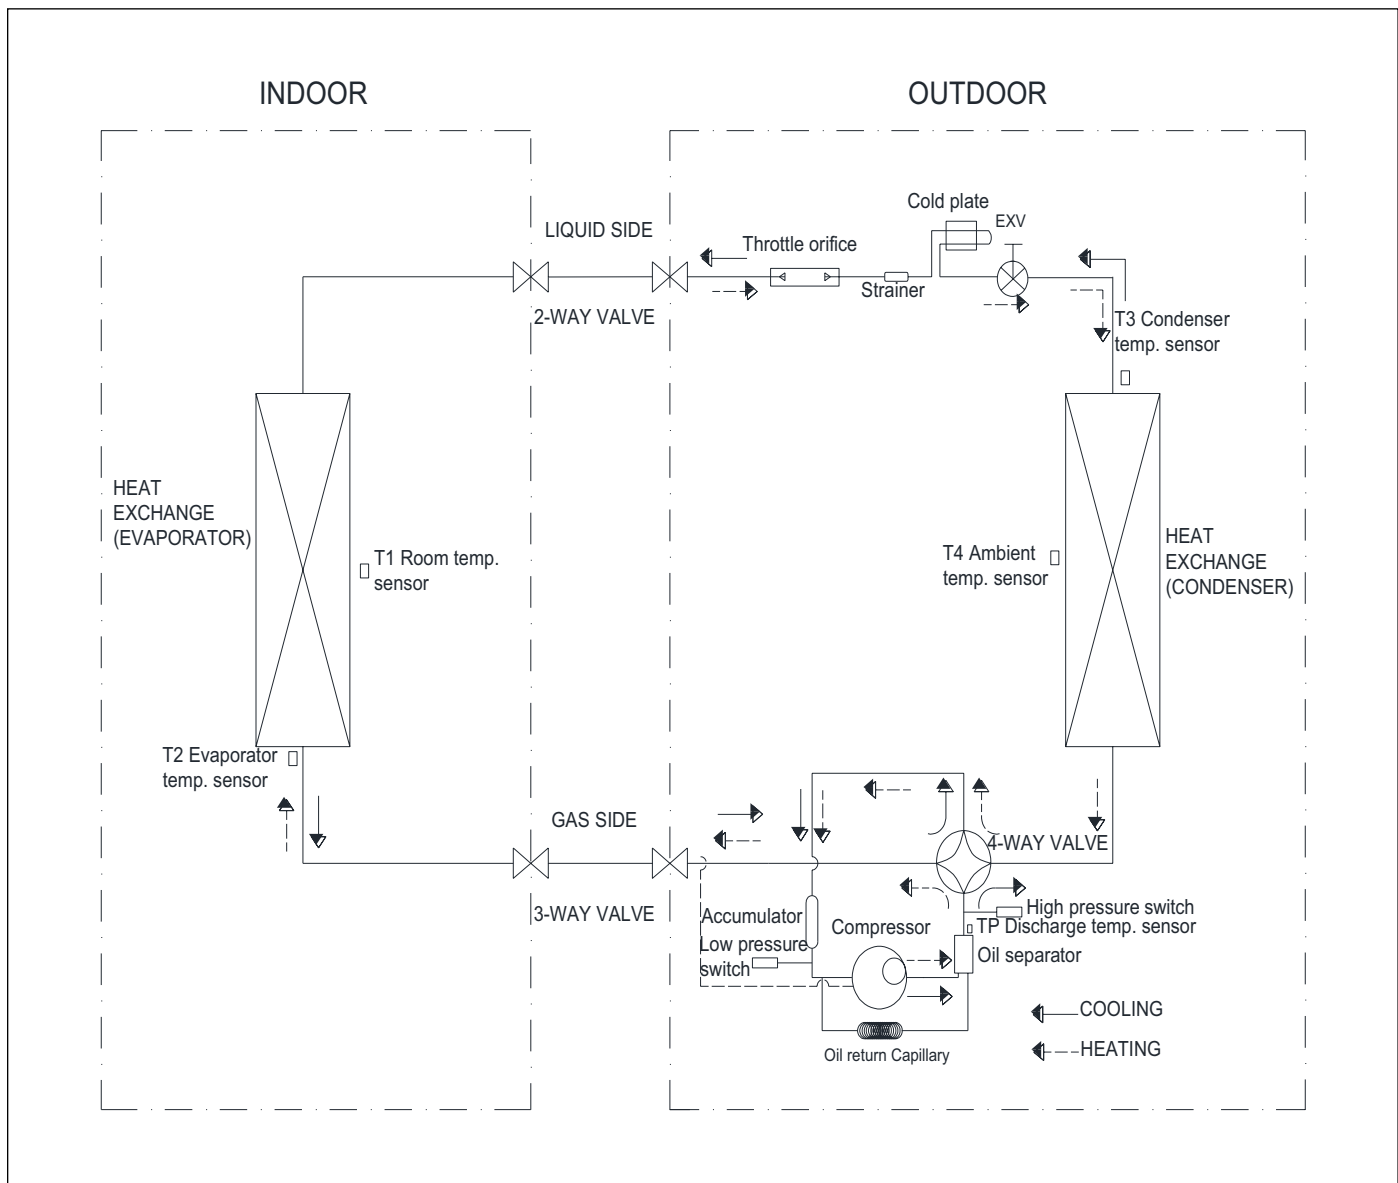 INDOOR
OUTDOOR
Cold plate
EXV
LIQUID SIDE
Throttle orifice
Strainer
2-WAY VALVE
T3 Condenser
temp. sensor
HEAT
EXCHANGE
(EVAPORATOR)
T1 Room temp.
sensor
T4 Ambient
temp. sensor
HEAT
EXCHANGE
(CONDENSER)
T2 Evaporator
temp. sensor
GAS SIDE
4-WAY VALVE
3-WAY VALVE
Accumulator
Compressor
High pressure switch
TP Discharge temp. sensor
Low pressure
switch
Oil separator
COOLING
HEATING
Oil return Capillary